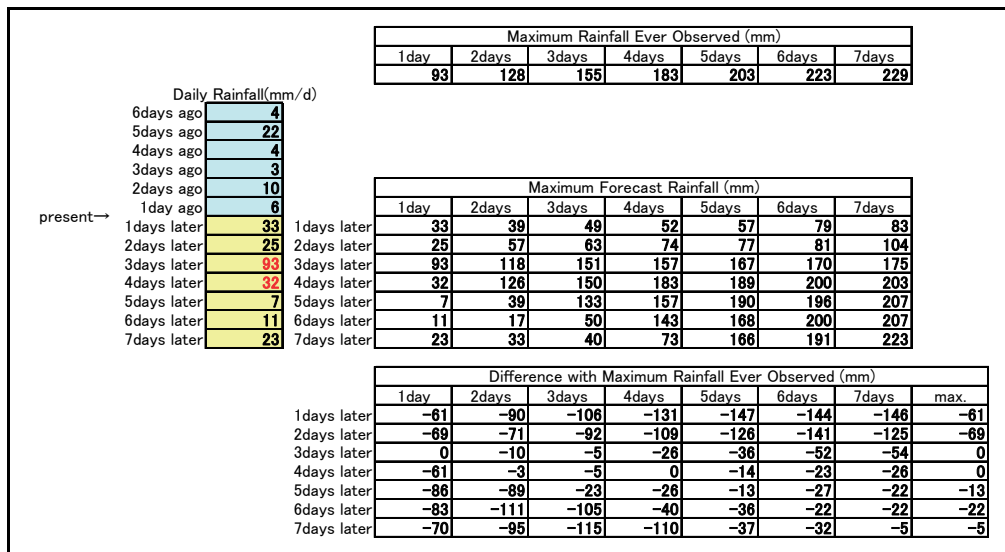 Maximum Rainfall Ever Observed (mm)
1day 2days 3days 4days 5days 6days 7days
93 128 155 183 203 223 229
Daily Rainfall(mm/d)
6days ago 4
5days ago 22
4days ago 4
3days ago 3
2days ago 10
1day ago 6
present→
1days later 33
2days later 25
3days later 93
4days later 32
5days later 7
6days later 11
7days later 23
Maximum Forecast Rainfall (mm)
1day 2days 3days 4days 5days 6days 7days
1days later 33 39 49 52 57 79 83
2days later 25 57 63 74 77 81 104
3days later 93 118 151 157 167 170 175
4days later 32 126 150 183 189 200 203
5days later 7 39 133 157 190 196 207
6days later 11 17 50 143 168 200 207
7days later 23 33 40 73 166 191 223
Difference with Maximum Rainfall Ever Observed (mm)
1day 2days 3days 4days 5days 6days 7days max.
1days later -61 -90 -106 -131 -147 -144 -146 -61
2days later -69 -71 -92 -109 -126 -141 -125 -69
3days later 0 -10 -5 -26 -36 -52 -54 0
4days later -61 -3 -5 0 -14 -23 -26 0
5days later -86 -89 -23 -26 -13 -27 -22 -13
6days later -83 -111 -105 -40 -36 -22 -22 -22
7days later -70 -95 -115 -110 -37 -32 -5 -5